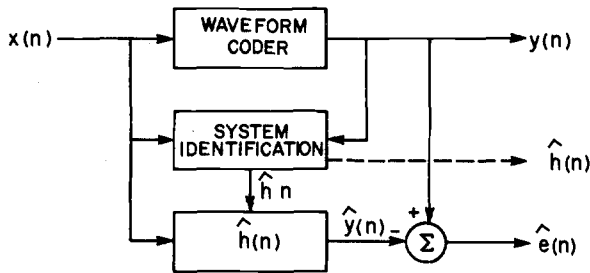 x(n)
WAVEFORM
CODER
y(n)
SYSTEM
IDENTIFICATION
ĥ(n)
ĥ n
ĥ(n)
ŷ(n)
−
+
Σ
ê(n)